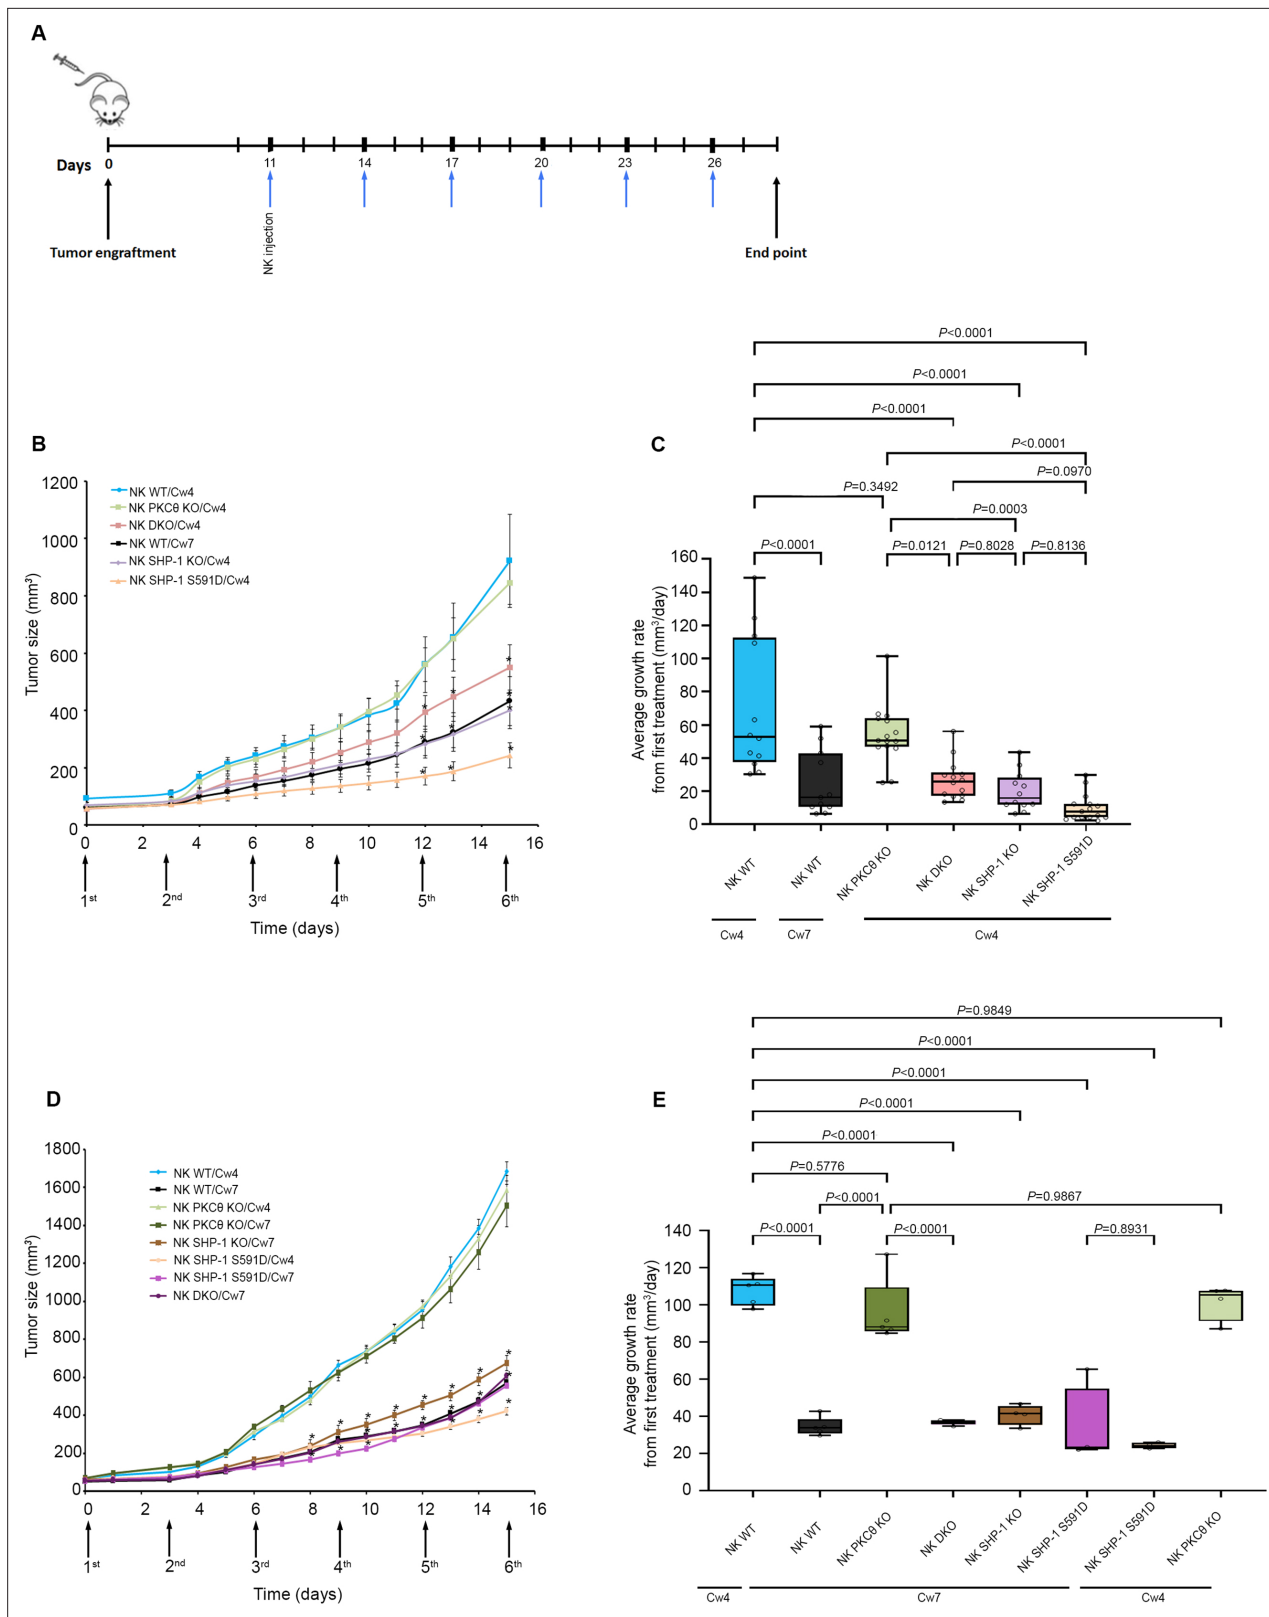 A
Days
0
11
14
17
20
23
26
NK injection
Tumor engraftment
End point
B
NK WT/Cw4
NK PKCθ KO/Cw4
NK DKO/Cw4
NK WT/Cw7
NK SHP-1 KO/Cw4
NK SHP-1 S591D/Cw4
Tumor size (mm³)
1200
1000
800
600
400
200
0
0 2 4 6 8 10 12 14 16
1st 2nd 3rd 4th 5th 6th
Time (days)
C
P<0.0001
P<0.0001
P<0.0001
P<0.0001
P=0.0970
P=0.3492
P=0.0003
P<0.0001 P=0.0121 P=0.8028 P=0.8136
Average growth rate
from first treatment (mm³/day)
160
140
120
100
80
60
40
20
0
NK WT
NK WT
NK PKCθ KO
NK DKO
NK SHP-1 KO
NK SHP-1 S591D
Cw4 Cw7 Cw4
D
NK WT/Cw4
NK WT/Cw7
NK PKCθ KO/Cw4
NK PKCθ KO/Cw7
NK SHP-1 KO/Cw7
NK SHP-1 S591D/Cw4
NK SHP-1 S591D/Cw7
NK DKO/Cw7
Tumor size (mm³)
1800
1400
1200
1000
800
600
400
200
0
0 2 4 6 8 10 12 14 16
1st 2nd 3rd 4th 5th 6th
Time (days)
E
P=0.9849
P<0.0001
P<0.0001
P<0.0001
P<0.0001
P=0.5776
P<0.0001 P=0.9867
P<0.0001 P<0.0001 P=0.8931
Average growth rate
from first treatment (mm³/day)
140
120
100
80
60
40
20
0
NK WT
NK WT
NK PKCθ KO
NK DKO
NK SHP-1 KO
NK SHP-1 S591D
NK SHP-1 S591D
NK PKCθ KO
Cw4 Cw7 Cw4